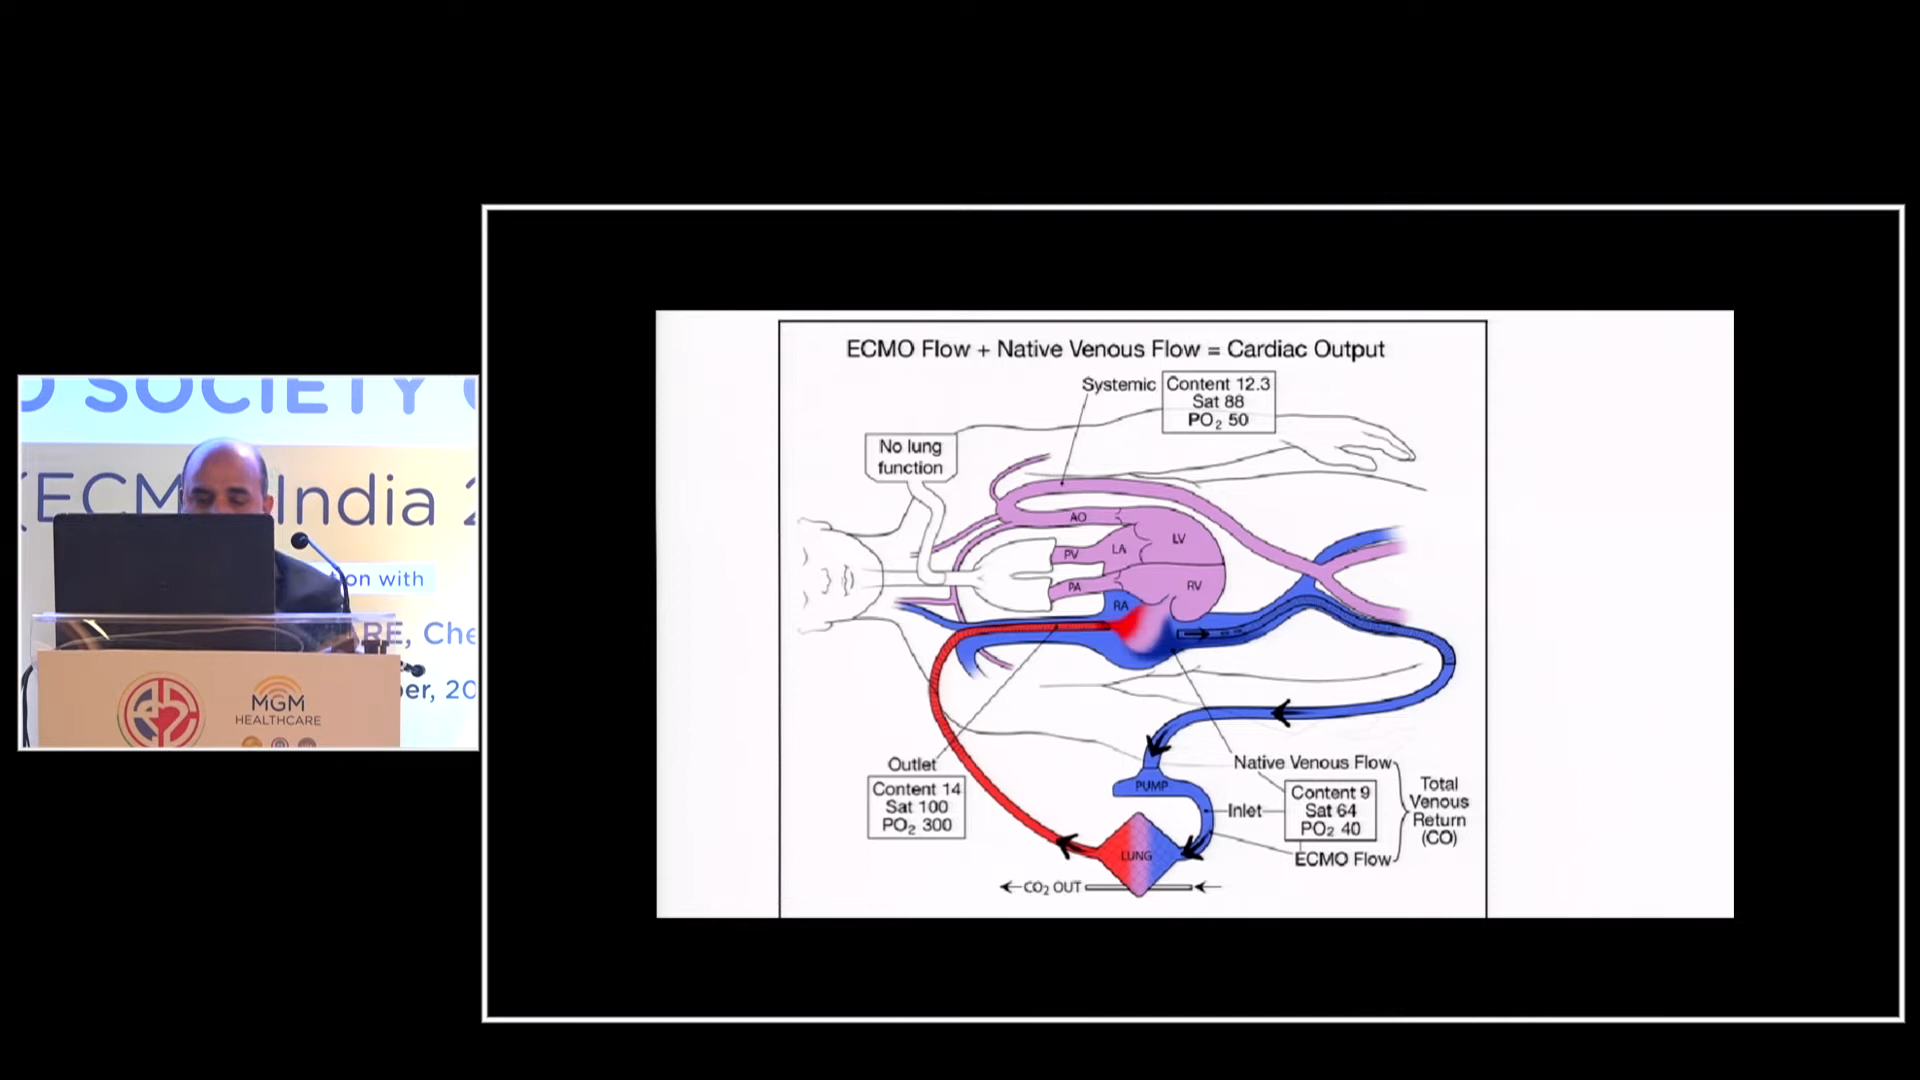 O SOCIETY
ECM India 2
on with
RE, Che
ber, 20
MGM
HEALTHCARE
ECMO Flow + Native Venous Flow = Cardiac Output
Systemic
Content 12.3
Sat 88
PO₂ 50
No lung
function
AO
PV
LA
LV
PA
RV
RA
Outlet
Content 14
Sat 100
PO₂ 300
PUMP
Native Venous Flow
Inlet
Content 9
Sat 64
PO₂ 40
ECMO Flow
Total
Venous
Return
(CO)
LUNG
CO₂ OUT